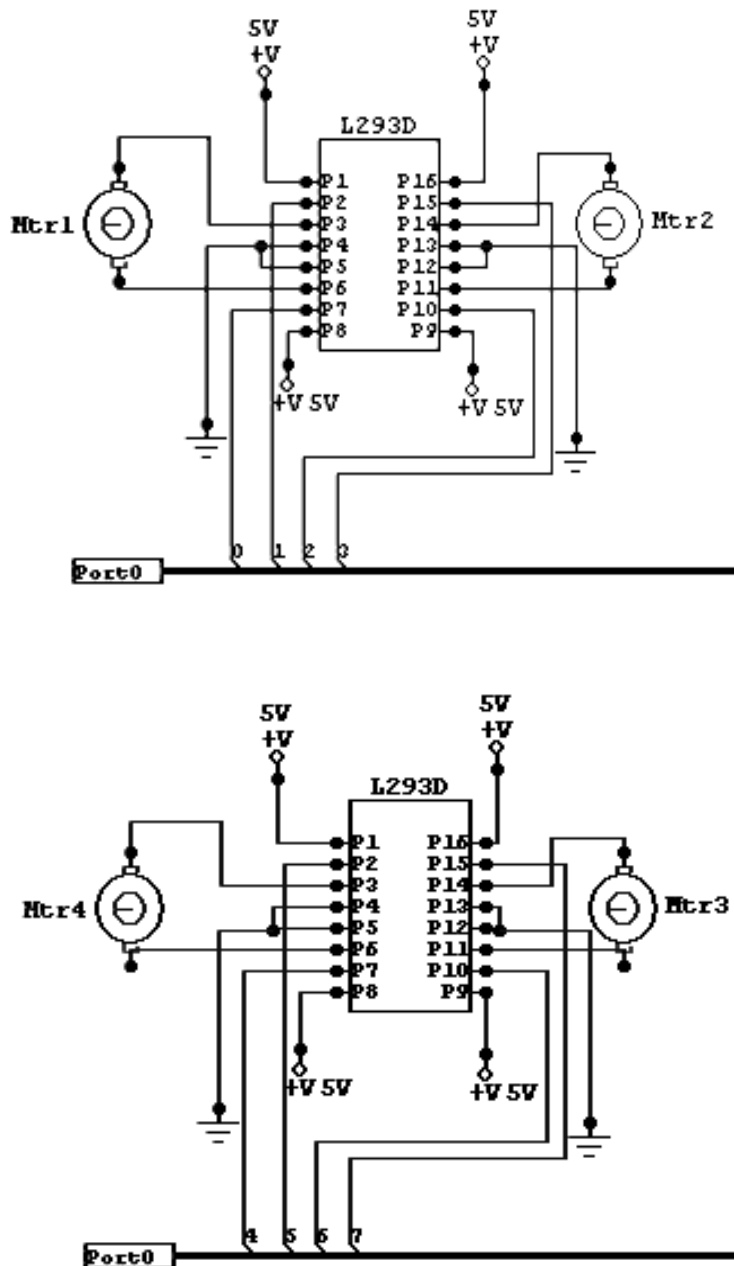 5V
+V
5V
+V
L293D
P1 P16
P2 P15
Mtr1 P3 P14 Mtr2
P4 P13
P5 P12
P6 P11
P7 P10
P8 P9
+V 5V +V 5V
0 1 2 3
Port0
5V
+V
5V
+V
L293D
P1 P16
P2 P15
Mtr4 P3 P14 Mtr3
P4 P13
P5 P12
P6 P11
P7 P10
P8 P9
+V 5V +V 5V
4 5 6 7
Port0